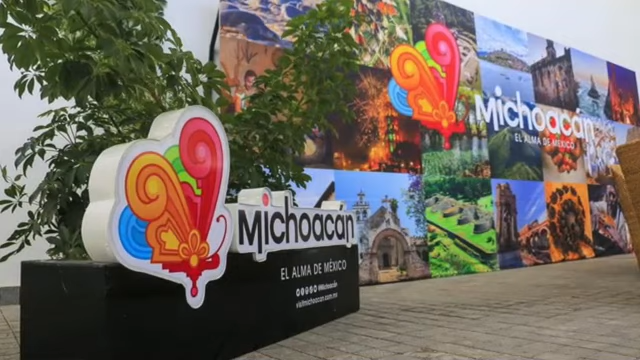 Michoacán
EL ALMA DE MÉXICO
Michoacán
EL ALMA DE MÉXICO
visitmichoacan.com.mx